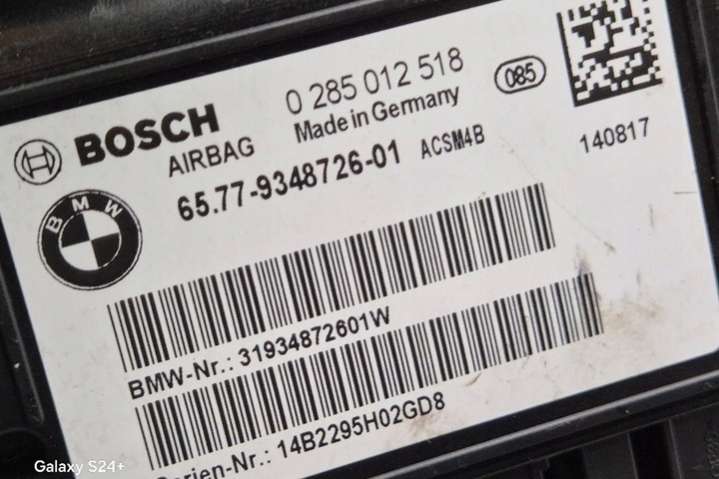 BOSCH
0 285 012 518
085
AIRBAG
Made in Germany
140817
BMW
65.77-9348726-01 ACSM4B
BMW-Nr.: 31934872601W
Serien-Nr.: 14B2295H02GD8
Galaxy S24+